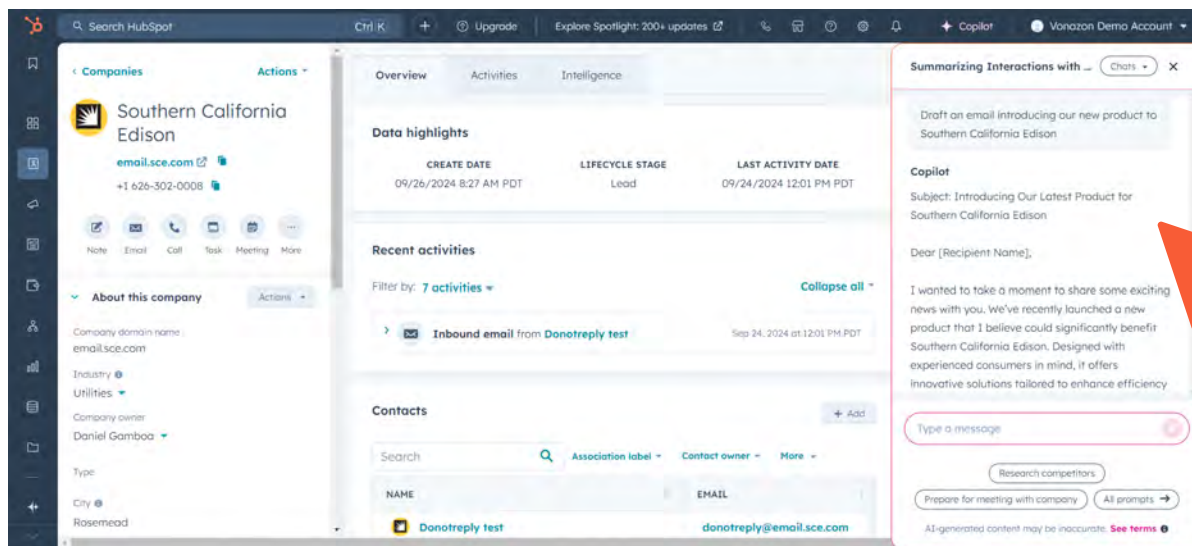 Search HubSpot
Ctrl K
Upgrade
Explore Spotlight: 200+ updates
Copilot
Vonazon Demo Account
Companies
Actions
Southern California
Edison
email.sce.com
+1 626-302-0008
Note
Email
Call
Task
Meeting
More
About this company
Actions
Company domain name
email.sce.com
Industry
Utilities
Company owner
Daniel Gamboa
Type
City
Rosemead
Overview
Activities
Intelligence
Data highlights
CREATE DATE
09/26/2024 8:27 AM PDT
LIFECYCLE STAGE
Lead
LAST ACTIVITY DATE
09/24/2024 12:01 PM PDT
Recent activities
Filter by: 7 activities
Collapse all
Inbound email from Donotreply test
Sep 24, 2024 at 12:01 PM PDT
Contacts
+ Add
Search
Association label
Contact owner
More
NAME
EMAIL
Donotreply test
donotreply@email.sce.com
Summarizing Interactions with ...
Chats
Draft an email introducing our new product to
Southern California Edison
Copilot
Subject: Introducing Our Latest Product for
Southern California Edison
Dear [Recipient Name],
I wanted to take a moment to share some exciting
news with you. We've recently launched a new
product that I believe could significantly benefit
Southern California Edison. Designed with
experienced consumers in mind, it offers
innovative solutions tailored to enhance efficiency
Type a message
Research competitors
Prepare for meeting with company
All prompts
AI-generated content may be inaccurate. See terms